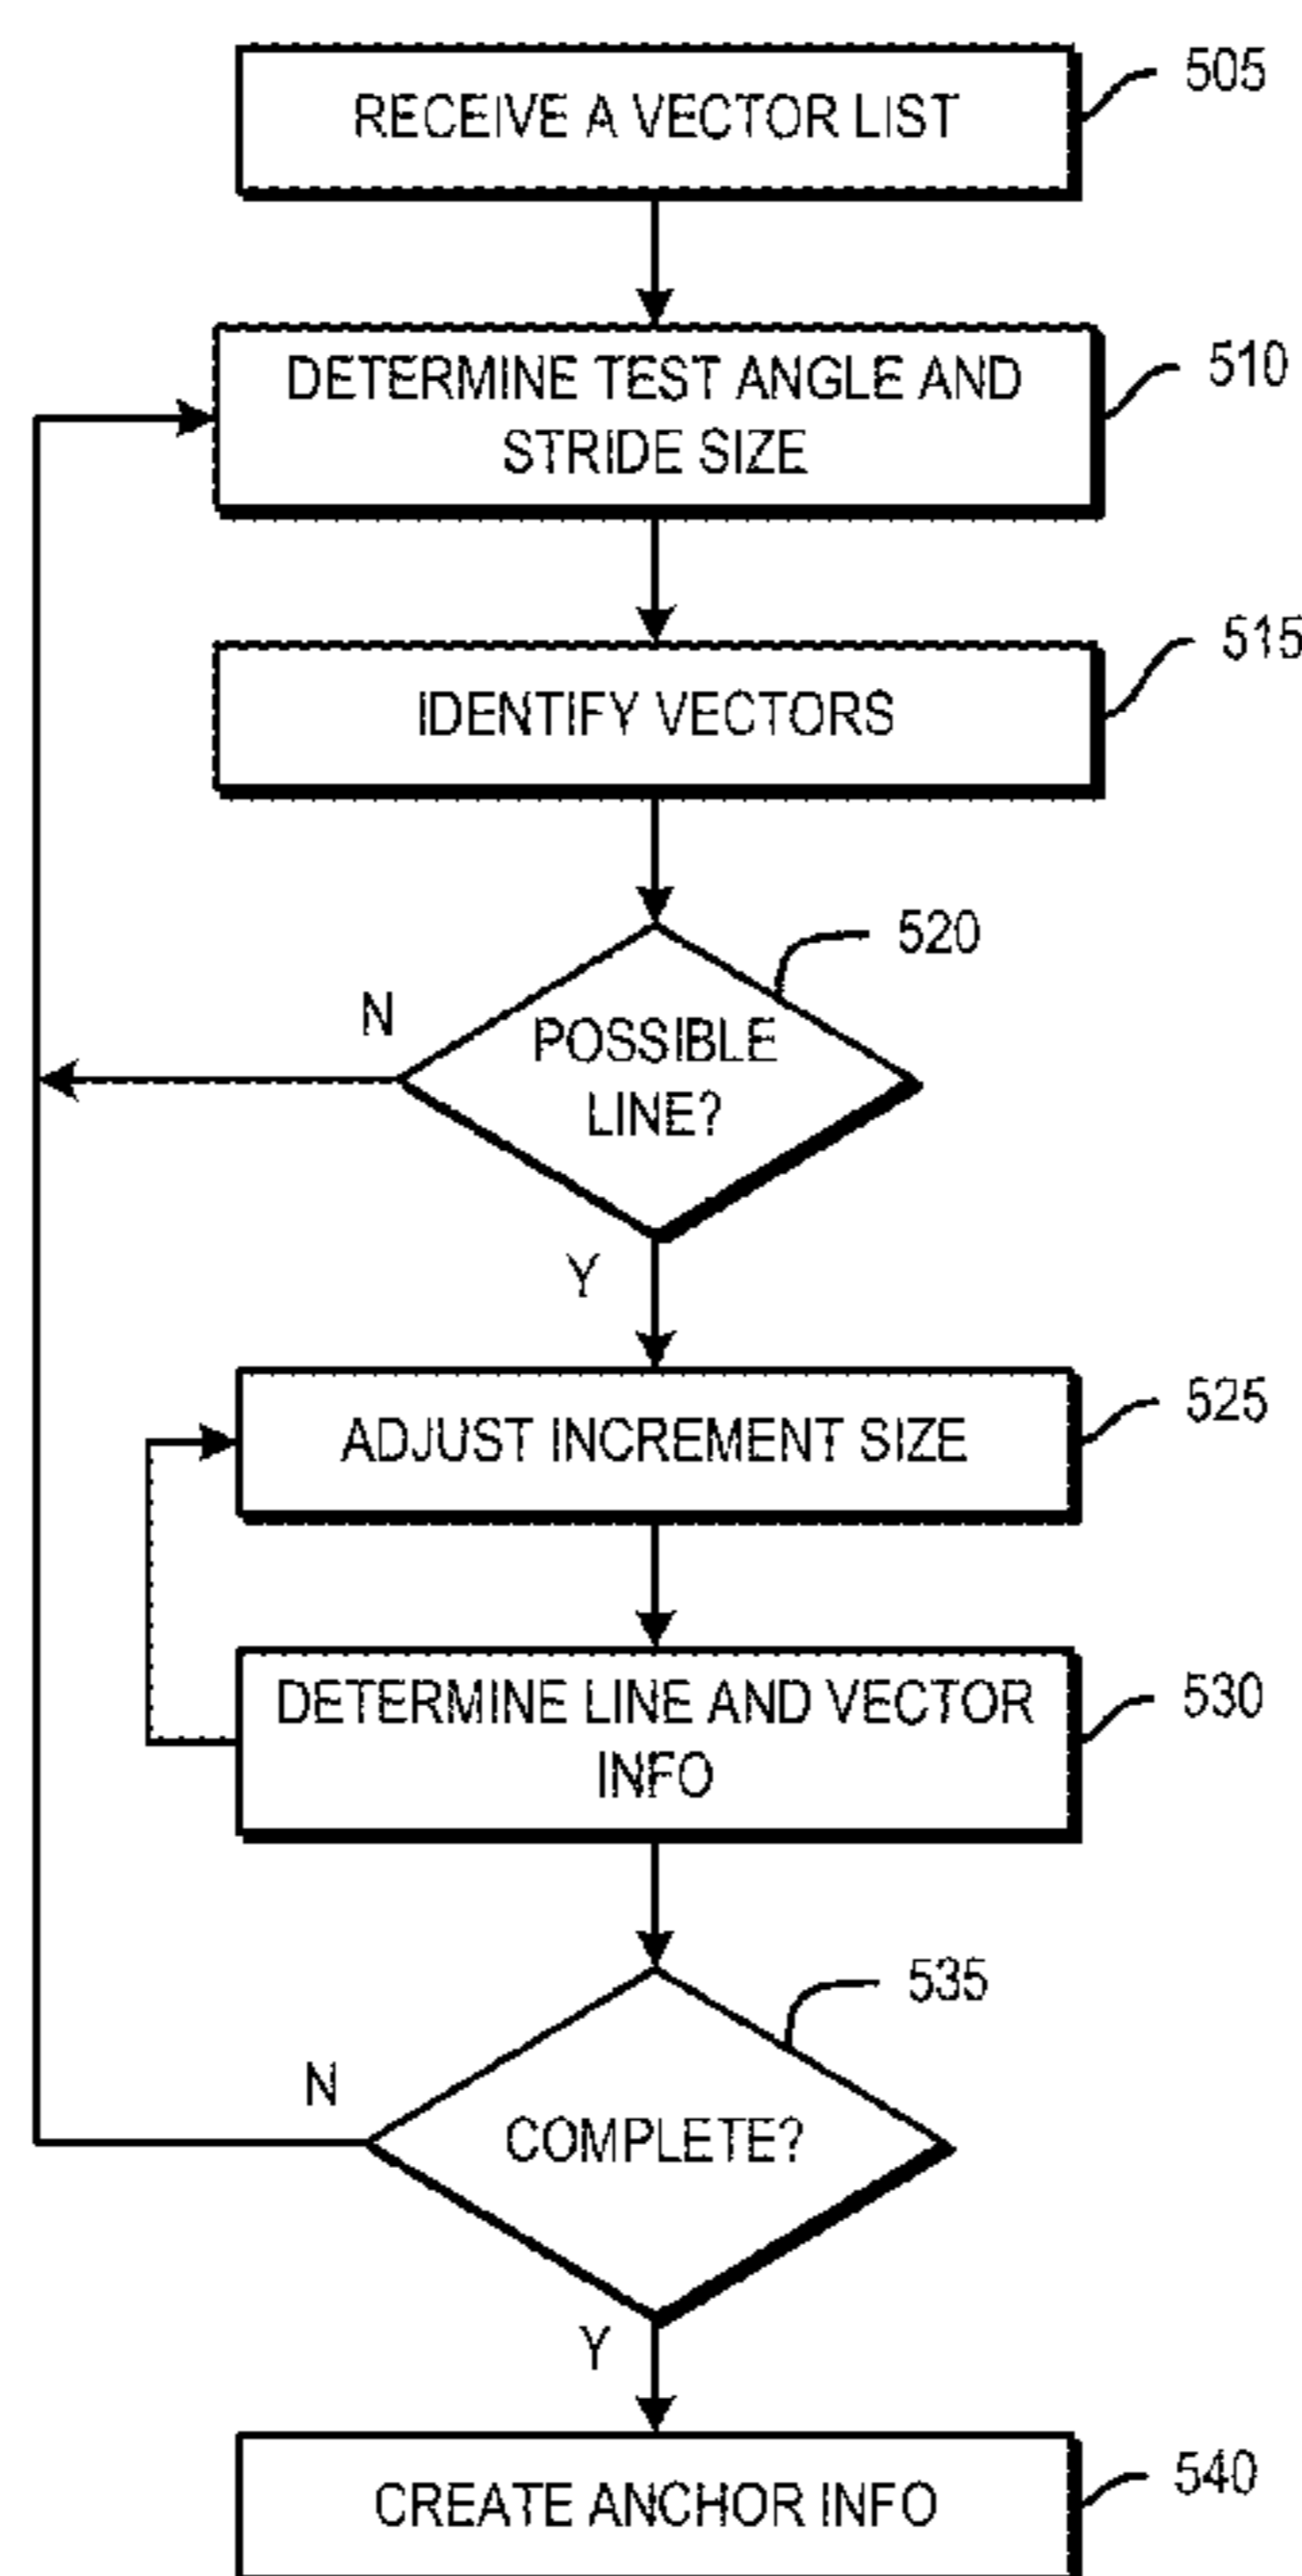 RECEIVE A VECTOR LIST
505
DETERMINE TEST ANGLE AND
STRIDE SIZE
510
IDENTIFY VECTORS
515
520
N
POSSIBLE
LINE?
Y
ADJUST INCREMENT SIZE
525
DETERMINE LINE AND VECTOR
INFO
530
535
N
COMPLETE?
Y
CREATE ANCHOR INFO
540